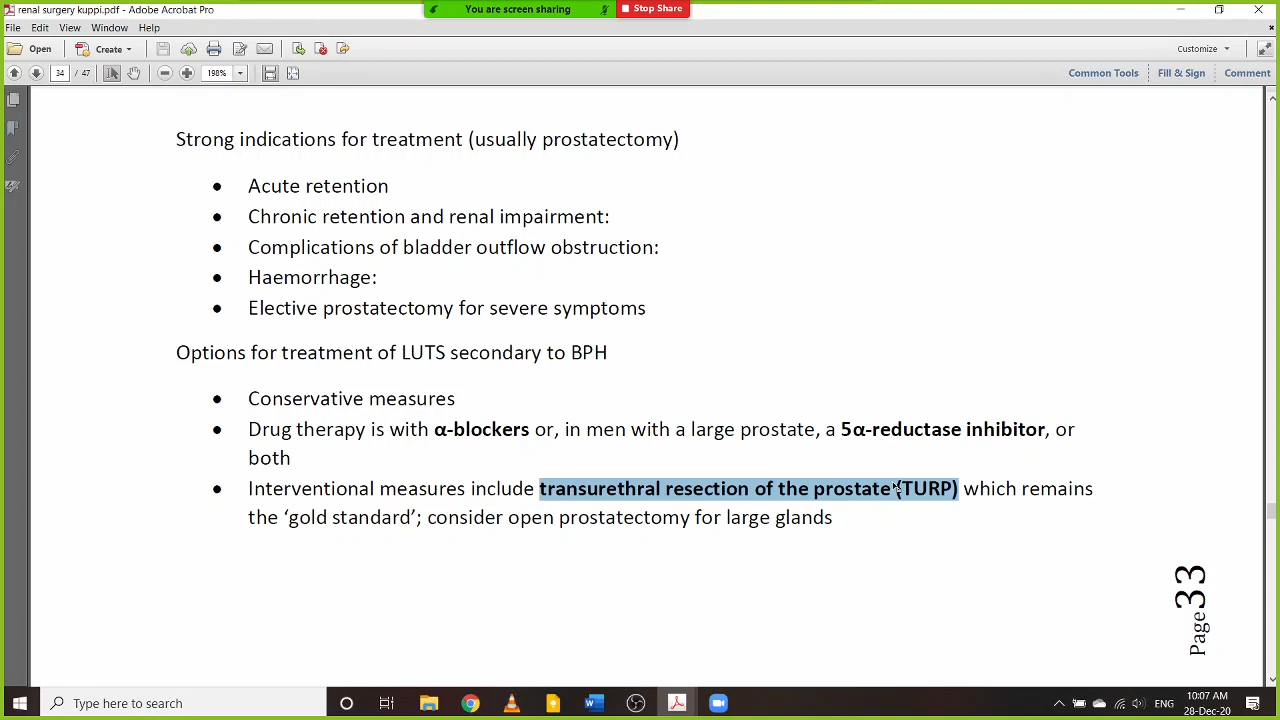 renal surgery kuppi.pdf - Adobe Acrobat Pro
You are screen sharing
Stop Share
File Edit View Window Help
Open
Create
Customize
34 / 47
198%
Common Tools
Fill & Sign
Comment
Strong indications for treatment (usually prostatectomy)
• Acute retention
• Chronic retention and renal impairment:
• Complications of bladder outflow obstruction:
• Haemorrhage:
• Elective prostatectomy for severe symptoms
Options for treatment of LUTS secondary to BPH
• Conservative measures
• Drug therapy is with α-blockers or, in men with a large prostate, a 5α-reductase inhibitor, or
both
• Interventional measures include transurethral resection of the prostate (TURP) which remains
the ‘gold standard’; consider open prostatectomy for large glands
Page 33
Type here to search
ENG
10:07 AM
28-Dec-20